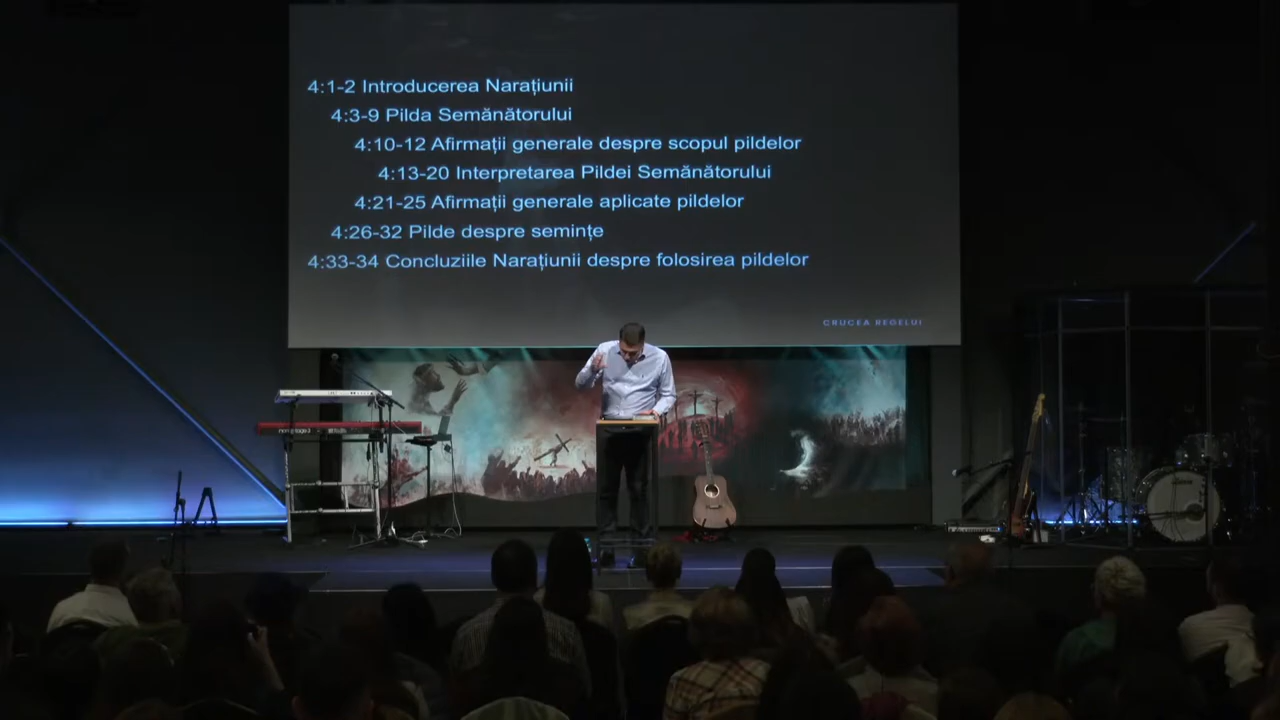 4:1-2 Introducerea Narațiunii
4:3-9 Pilda Semănătorului
4:10-12 Afirmații generale despre scopul pildelor
4:13-20 Interpretarea Pildei Semănătorului
4:21-25 Afirmații generale aplicate pildelor
4:26-32 Pilde despre semințe
4:33-34 Concluziile Narațiunii despre folosirea pildelor
CRUCEA REGELUI